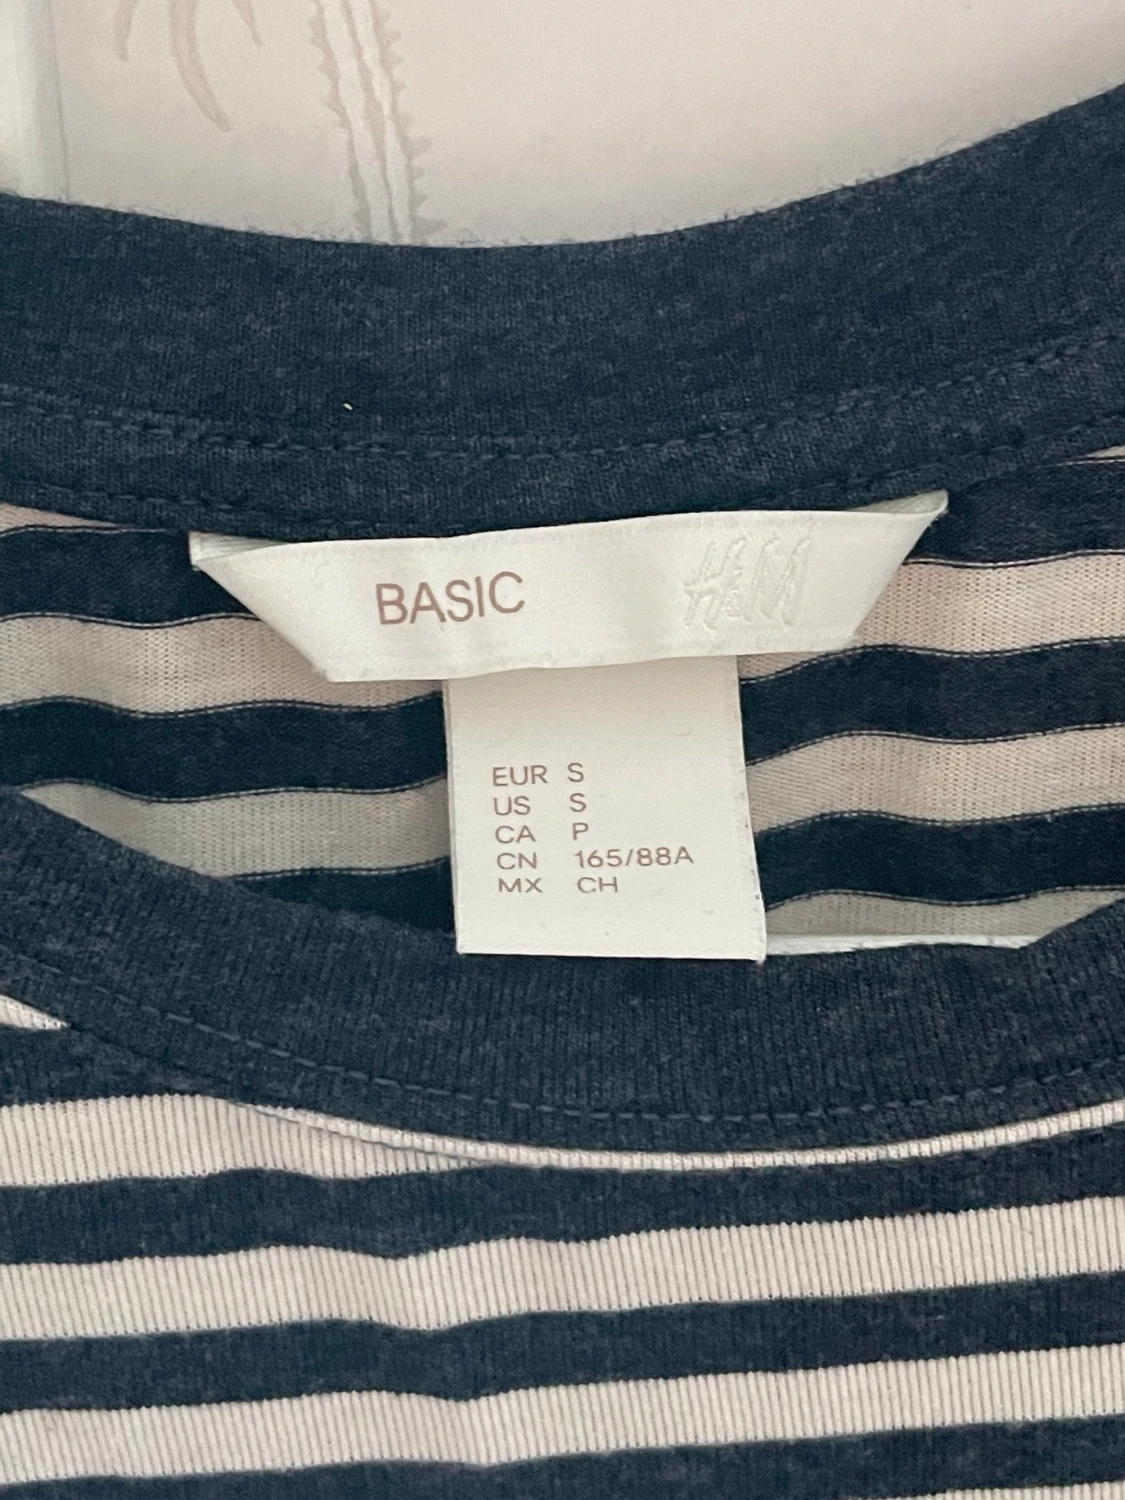 BASIC H&M
EUR S
US S
CA P
CN 165/88A
MX CH